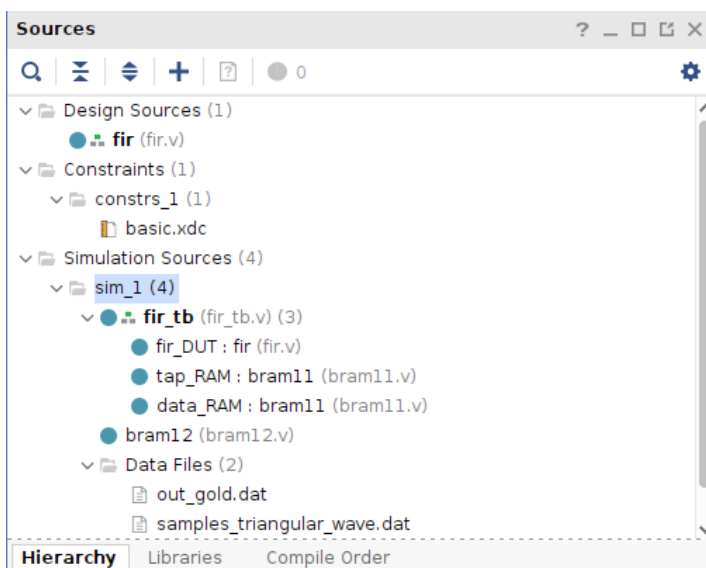 Sources
0
Design Sources (1)
fir (fir.v)
Constraints (1)
constrs_1 (1)
basic.xdc
Simulation Sources (4)
sim_1 (4)
fir_tb (fir_tb.v) (3)
fir_DUT : fir (fir.v)
tap_RAM : bram11 (bram11.v)
data_RAM : bram11 (bram11.v)
bram12 (bram12.v)
Data Files (2)
out_gold.dat
samples_triangular_wave.dat
Hierarchy Libraries Compile Order